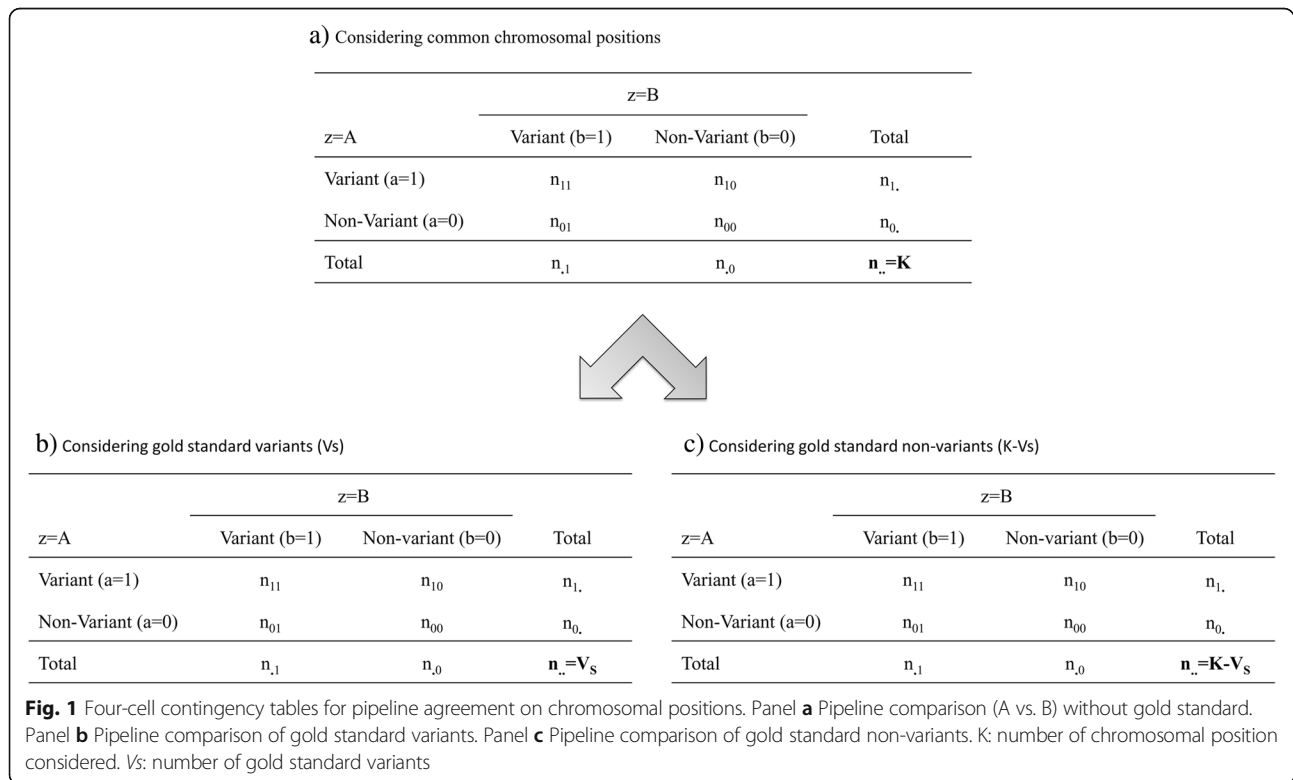 a) Considering common chromosomal positions
z=B
z=A Variant (b=1) Non-Variant (b=0) Total
Variant (a=1) n₁₁ n₁₀ n₁.
Non-Variant (a=0) n₀₁ n₀₀ n₀.
Total n.₁ n.₀ n..=K
b) Considering gold standard variants (Vs)
z=B
z=A Variant (b=1) Non-variant (b=0) Total
Variant (a=1) n₁₁ n₁₀ n₁.
Non-Variant (a=0) n₀₁ n₀₀ n₀.
Total n.₁ n.₀ n..=Vₛ
c) Considering gold standard non-variants (K-Vs)
z=B
z=A Variant (b=1) Non-variant (b=0) Total
Variant (a=1) n₁₁ n₁₀ n₁.
Non-Variant (a=0) n₀₁ n₀₀ n₀.
Total n.₁ n.₀ n..=K-Vₛ
Fig. 1 Four-cell contingency tables for pipeline agreement on chromosomal positions. Panel a Pipeline comparison (A vs. B) without gold standard.
Panel b Pipeline comparison of gold standard variants. Panel c Pipeline comparison of gold standard non-variants. K: number of chromosomal position
considered. Vs: number of gold standard variants